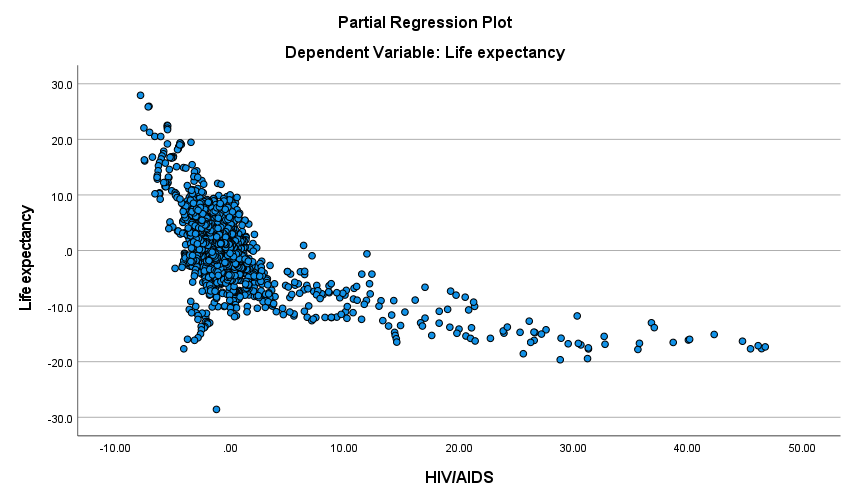 Partial Regression Plot
Dependent Variable: Life expectancy
Life expectancy
30.0
20.0
10.0
.0
-10.0
-20.0
-30.0
-10.00 .00 10.00 20.00 30.00 40.00 50.00
HIV/AIDS